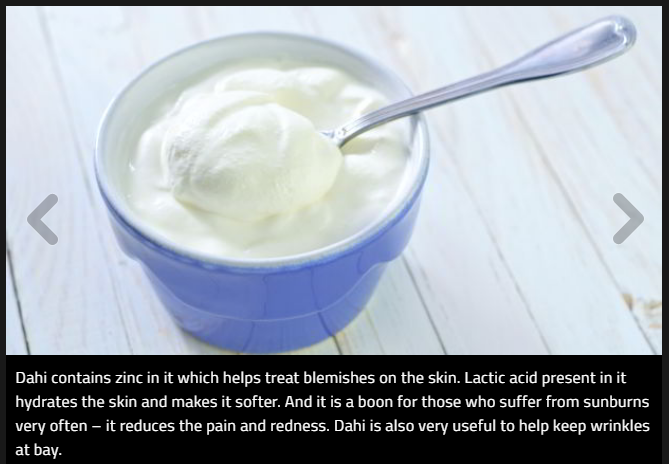 Dahi contains zinc in it which helps treat blemishes on the skin. Lactic acid present in it
hydrates the skin and makes it softer. And it is a boon for those who suffer from sunburns
very often – it reduces the pain and redness. Dahi is also very useful to help keep wrinkles
at bay.